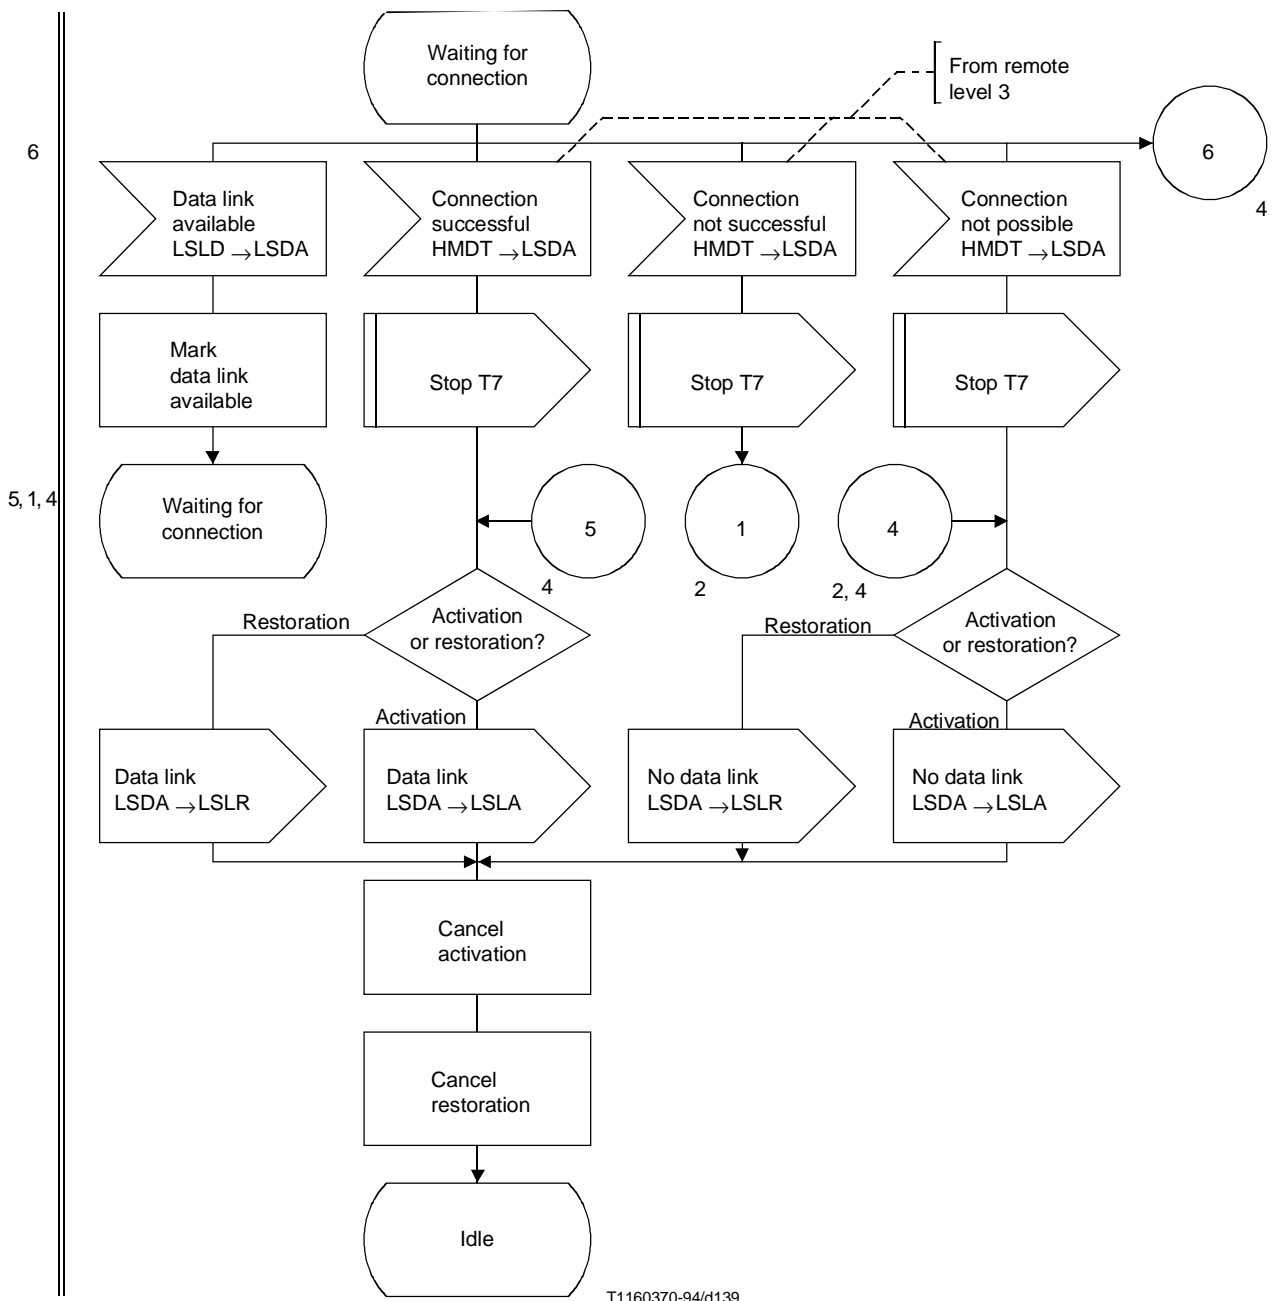 Waiting for
connection
From remote
level 3
6
6
4
Data link
available
LSLD →LSDA
Connection
successful
HMDT →LSDA
Connection
not successful
HMDT →LSDA
Connection
not possible
HMDT →LSDA
Mark
data link
available
Stop T7
Stop T7
Stop T7
5, 1, 4
Waiting for
connection
5
4
1
2
4
2, 4
Restoration
Activation
or restoration?
Restoration
Activation
or restoration?
Activation
Activation
Data link
LSDA →LSLR
Data link
LSDA →LSLA
No data link
LSDA →LSLR
No data link
LSDA →LSLA
Cancel
activation
Cancel
restoration
Idle
T1160370-94/d139